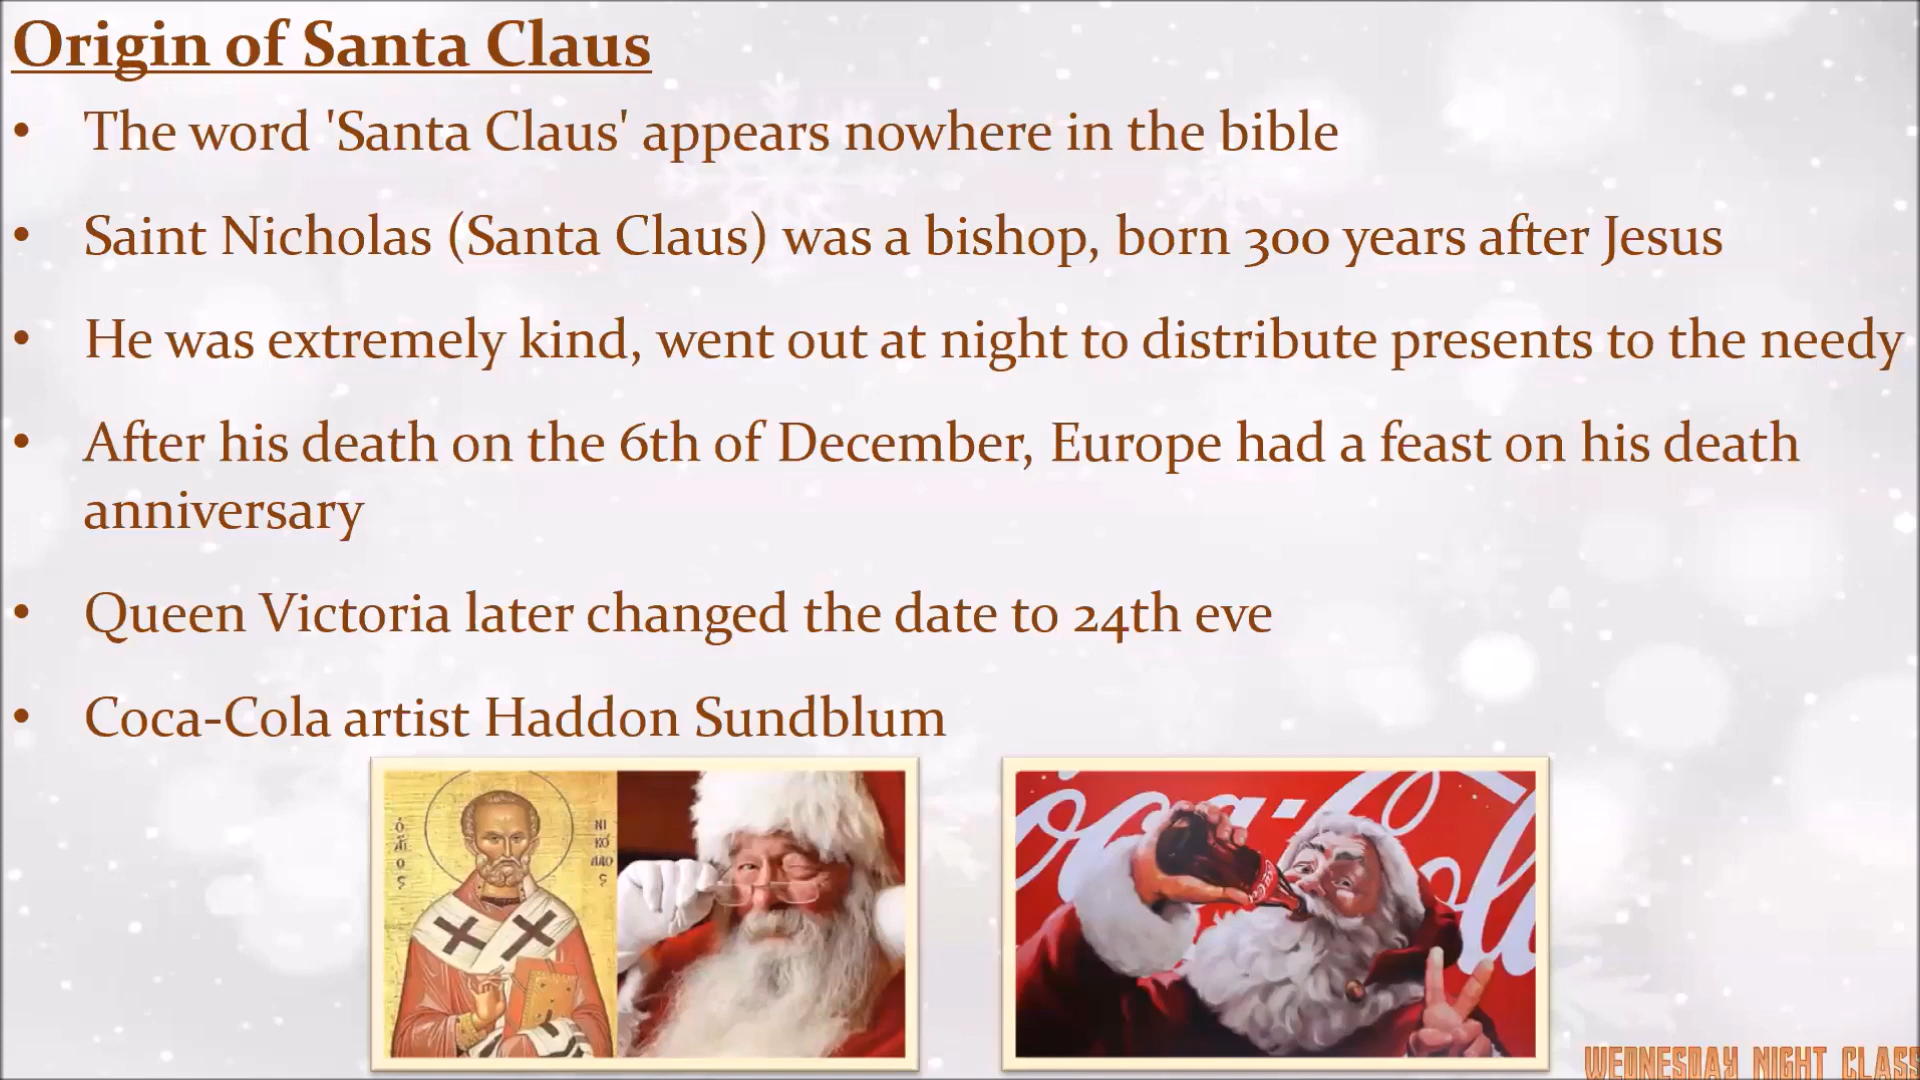 Origin of Santa Claus
• The word 'Santa Claus' appears nowhere in the bible
• Saint Nicholas (Santa Claus) was a bishop, born 300 years after Jesus
• He was extremely kind, went out at night to distribute presents to the needy
• After his death on the 6th of December, Europe had a feast on his death
anniversary
• Queen Victoria later changed the date to 24th eve
• Coca-Cola artist Haddon Sundblum
Coca-Cola
WEDNESDAY NIGHT CLASS